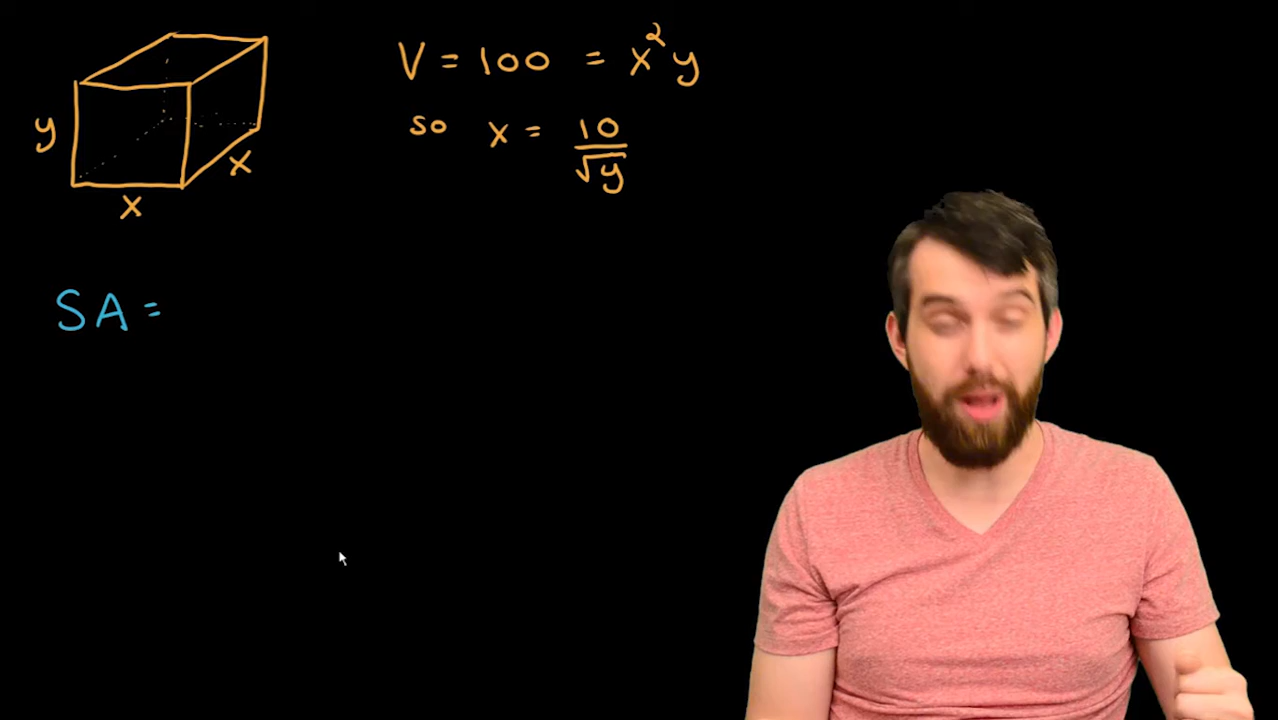 V = 100 = x²y
so x = 10/√y
y
x
x
SA =